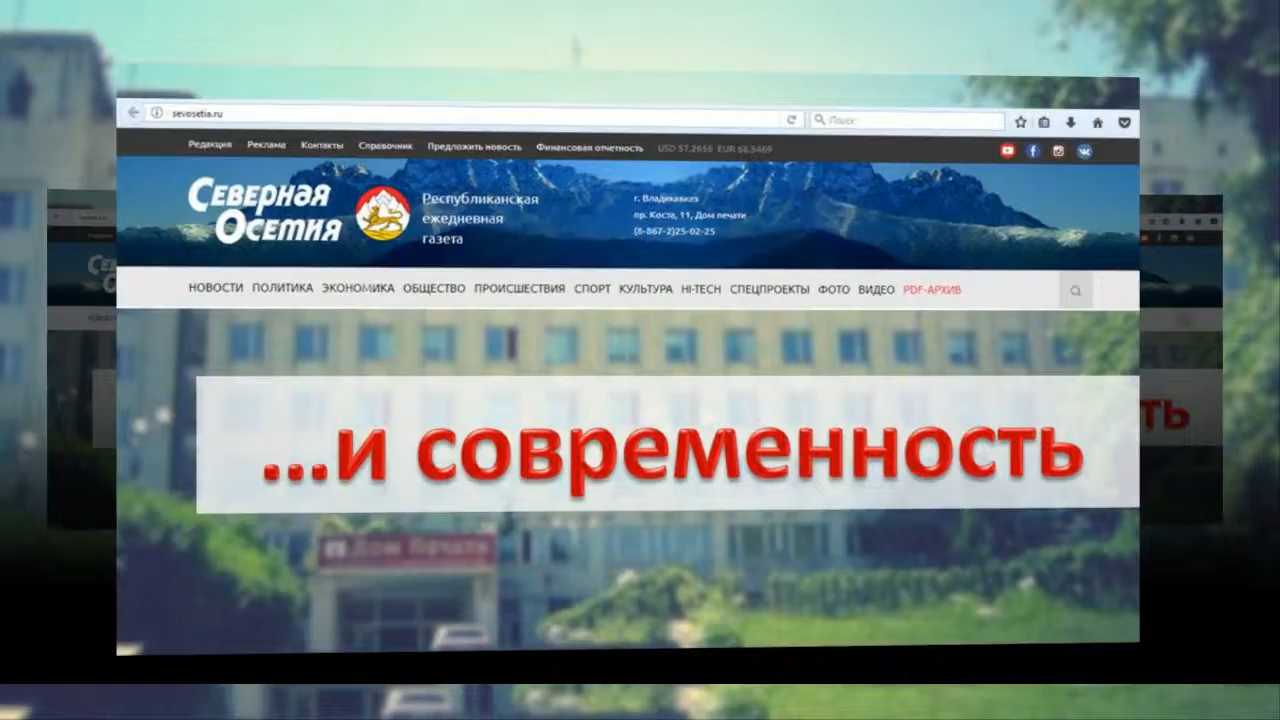 sevosetia.ru
Поиск
Редакция Реклама Контакты Справочник Предложить новость Финансовая отчетность USD 57.2656 EUR 68.5469
СЕВЕРНАЯ
ОСЕТИЯ
Республиканская
ежедневная
газета
г. Владикавказ
пр. Коста, 11, Дом печати
(8-867-2)25-02-25
НОВОСТИ ПОЛИТИКА ЭКОНОМИКА ОБЩЕСТВО ПРОИСШЕСТВИЯ СПОРТ КУЛЬТУРА HI-TECH СПЕЦПРОЕКТЫ ФОТО ВИДЕО PDF-АРХИВ
...и современность
ть
Дом Печати